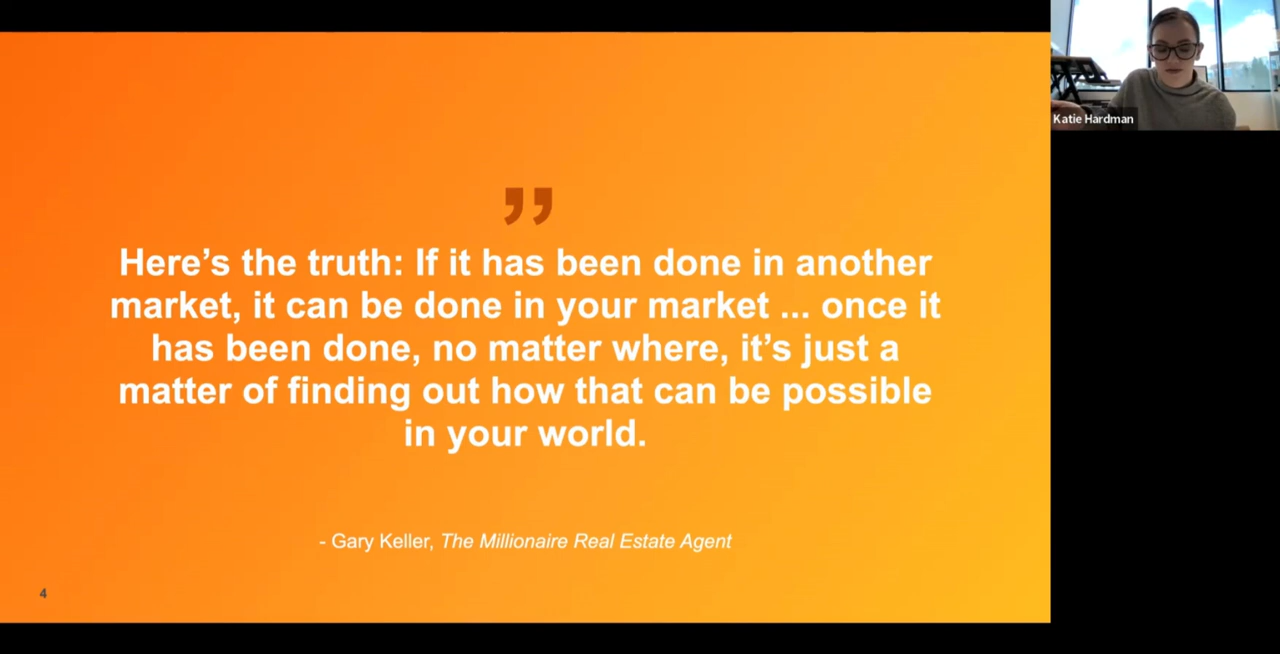 Katie Hardman
”
Here’s the truth: If it has been done in another
market, it can be done in your market ... once it
has been done, no matter where, it’s just a
matter of finding out how that can be possible
in your world.
- Gary Keller, The Millionaire Real Estate Agent
4